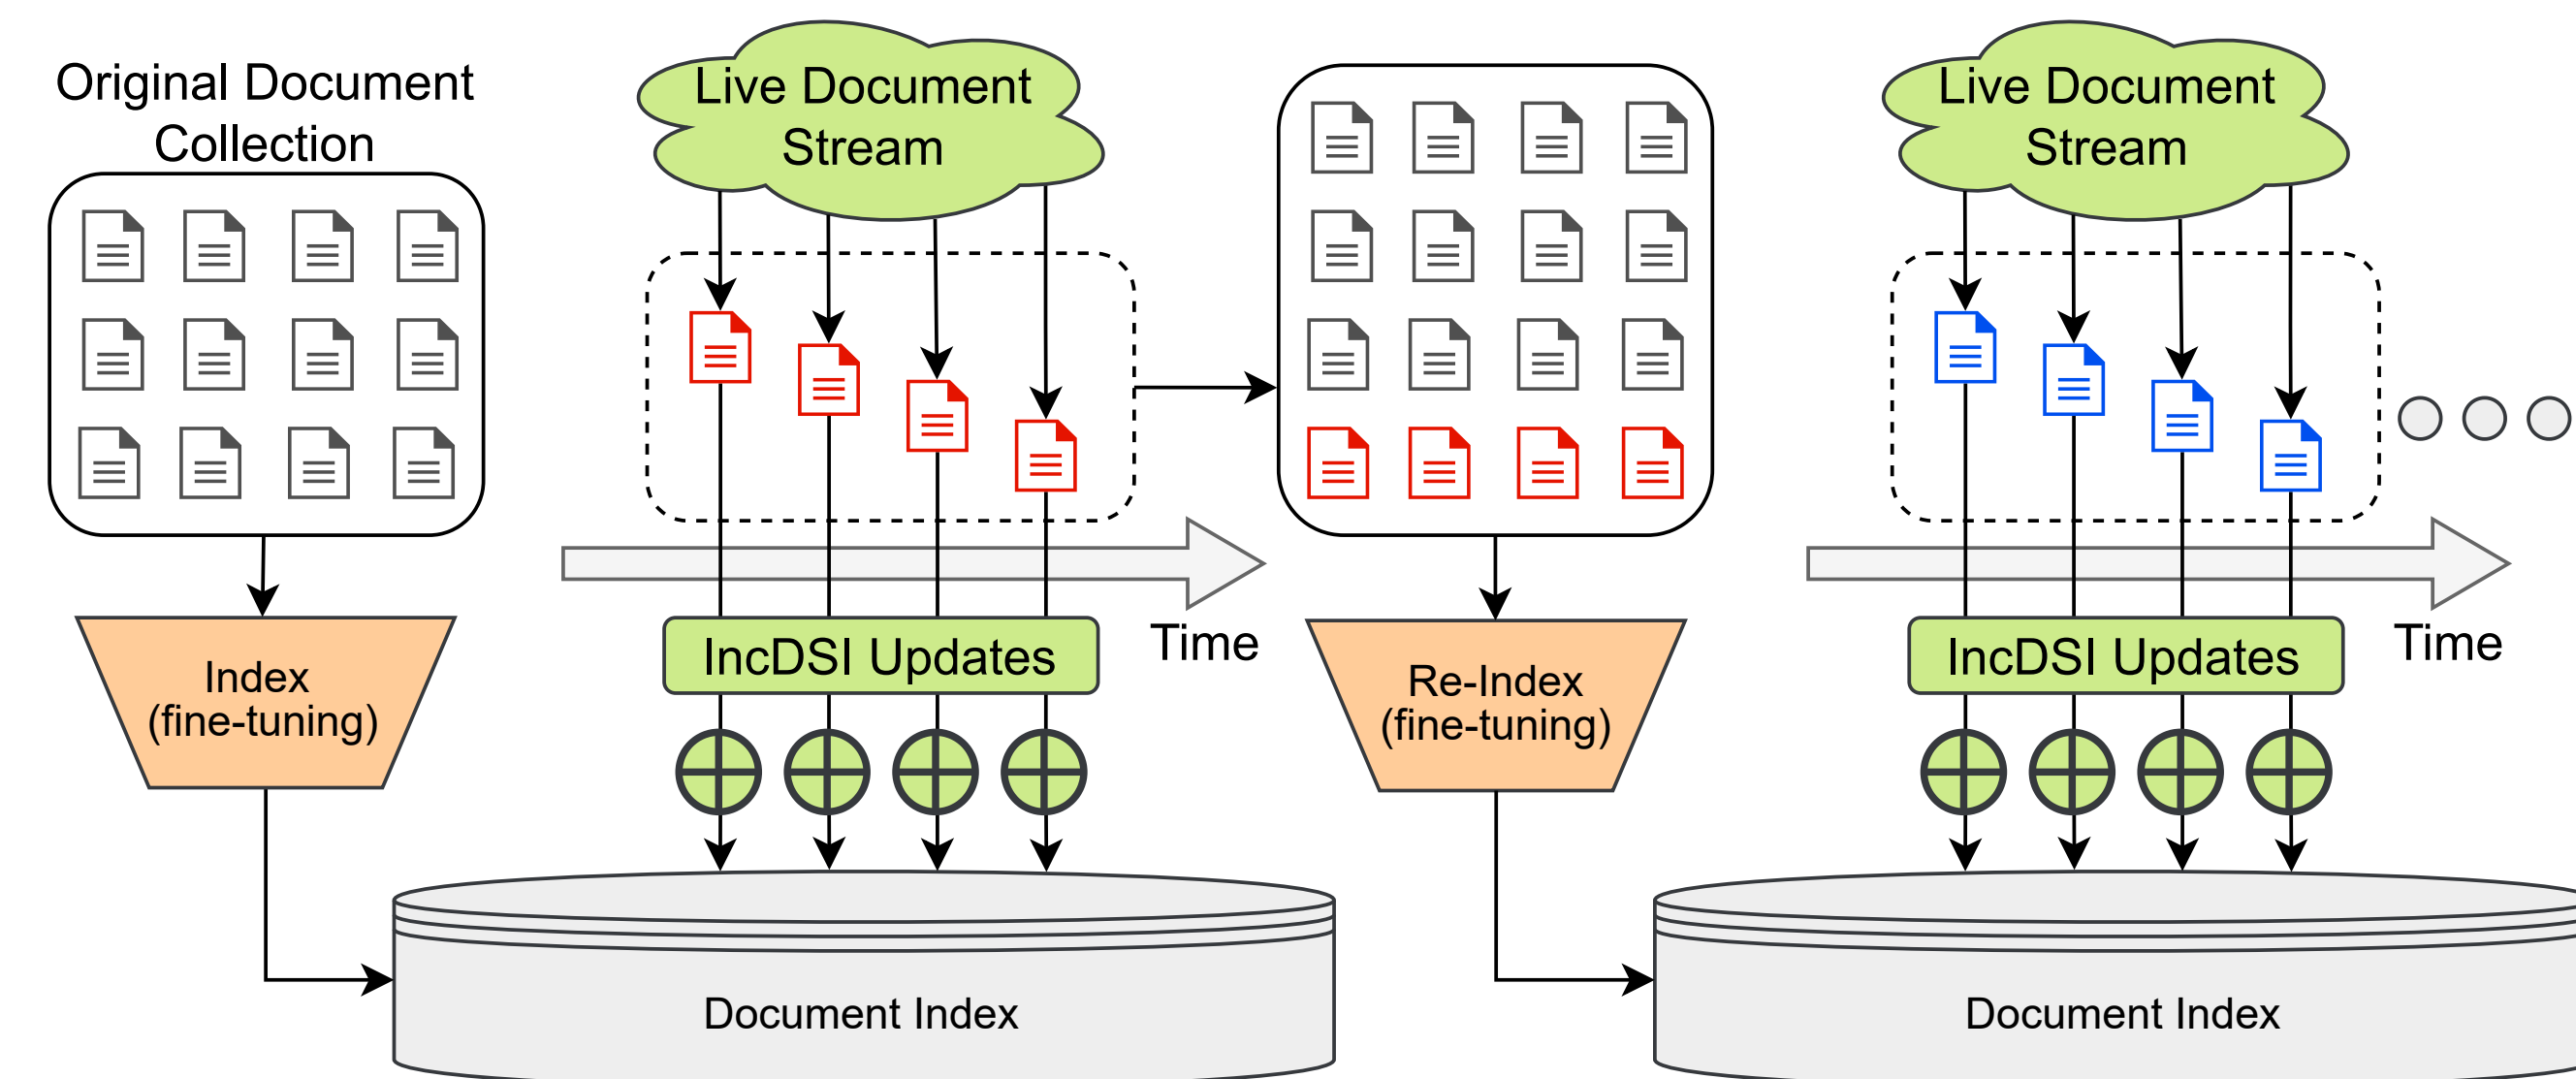 Original Document
Collection
Live Document
Stream
Live Document
Stream
Time
Time
IncDSI Updates
IncDSI Updates
Index
(fine-tuning)
Re-Index
(fine-tuning)
Document Index
Document Index